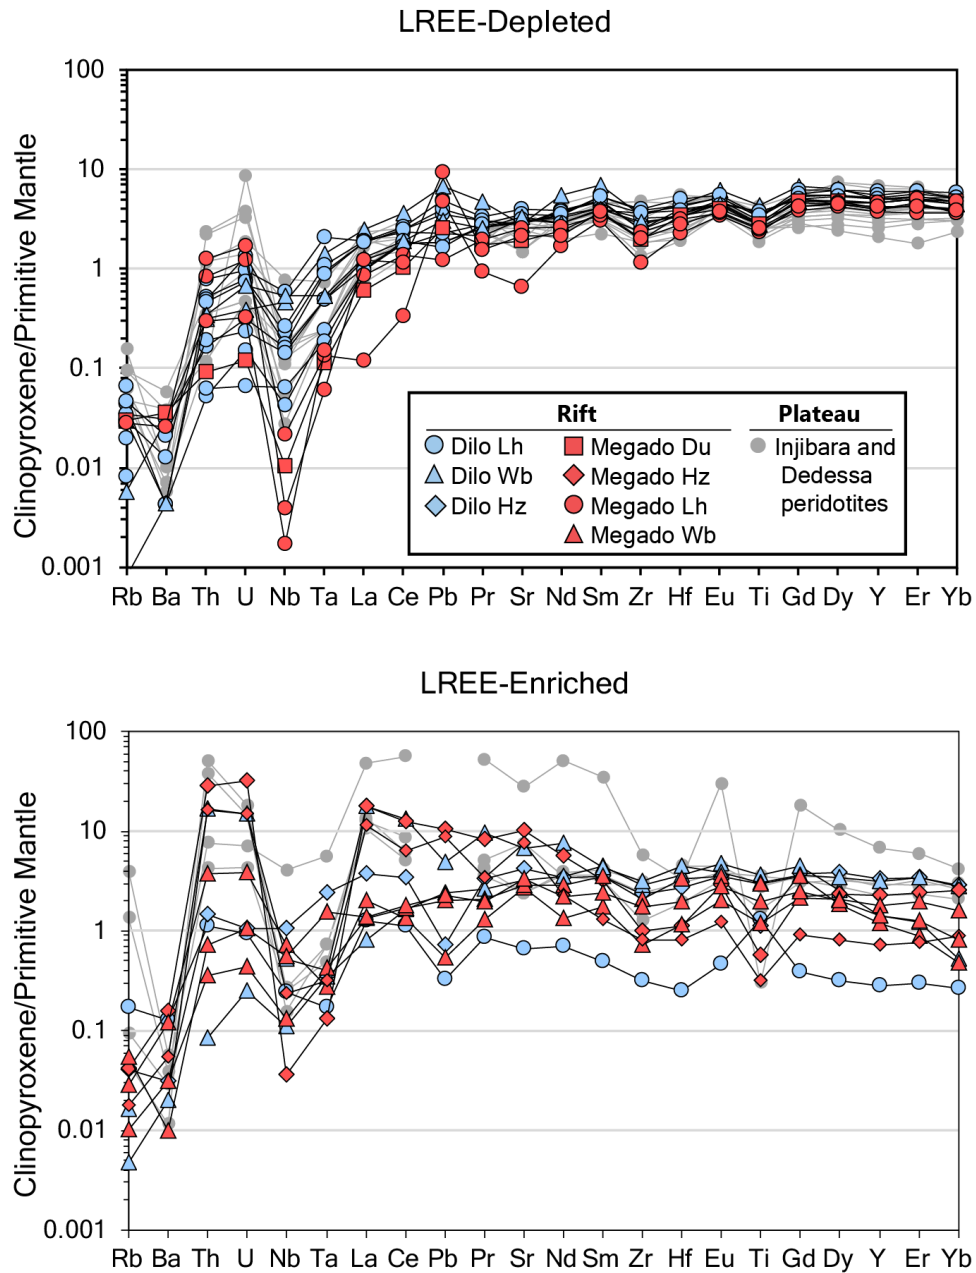 LREE-Depleted
Clinopyroxene/Primitive Mantle
100
10
1
0.1
0.01
0.001
Rift
Plateau
Dilo Lh
Dilo Wb
Dilo Hz
Megado Du
Megado Hz
Megado Lh
Megado Wb
Injibara and
Dedessa
peridotites
Rb Ba Th U Nb Ta La Ce Pb Pr Sr Nd Sm Zr Hf Eu Ti Gd Dy Y Er Yb
LREE-Enriched
Clinopyroxene/Primitive Mantle
100
10
1
0.1
0.01
0.001
Rb Ba Th U Nb Ta La Ce Pb Pr Sr Nd Sm Zr Hf Eu Ti Gd Dy Y Er Yb